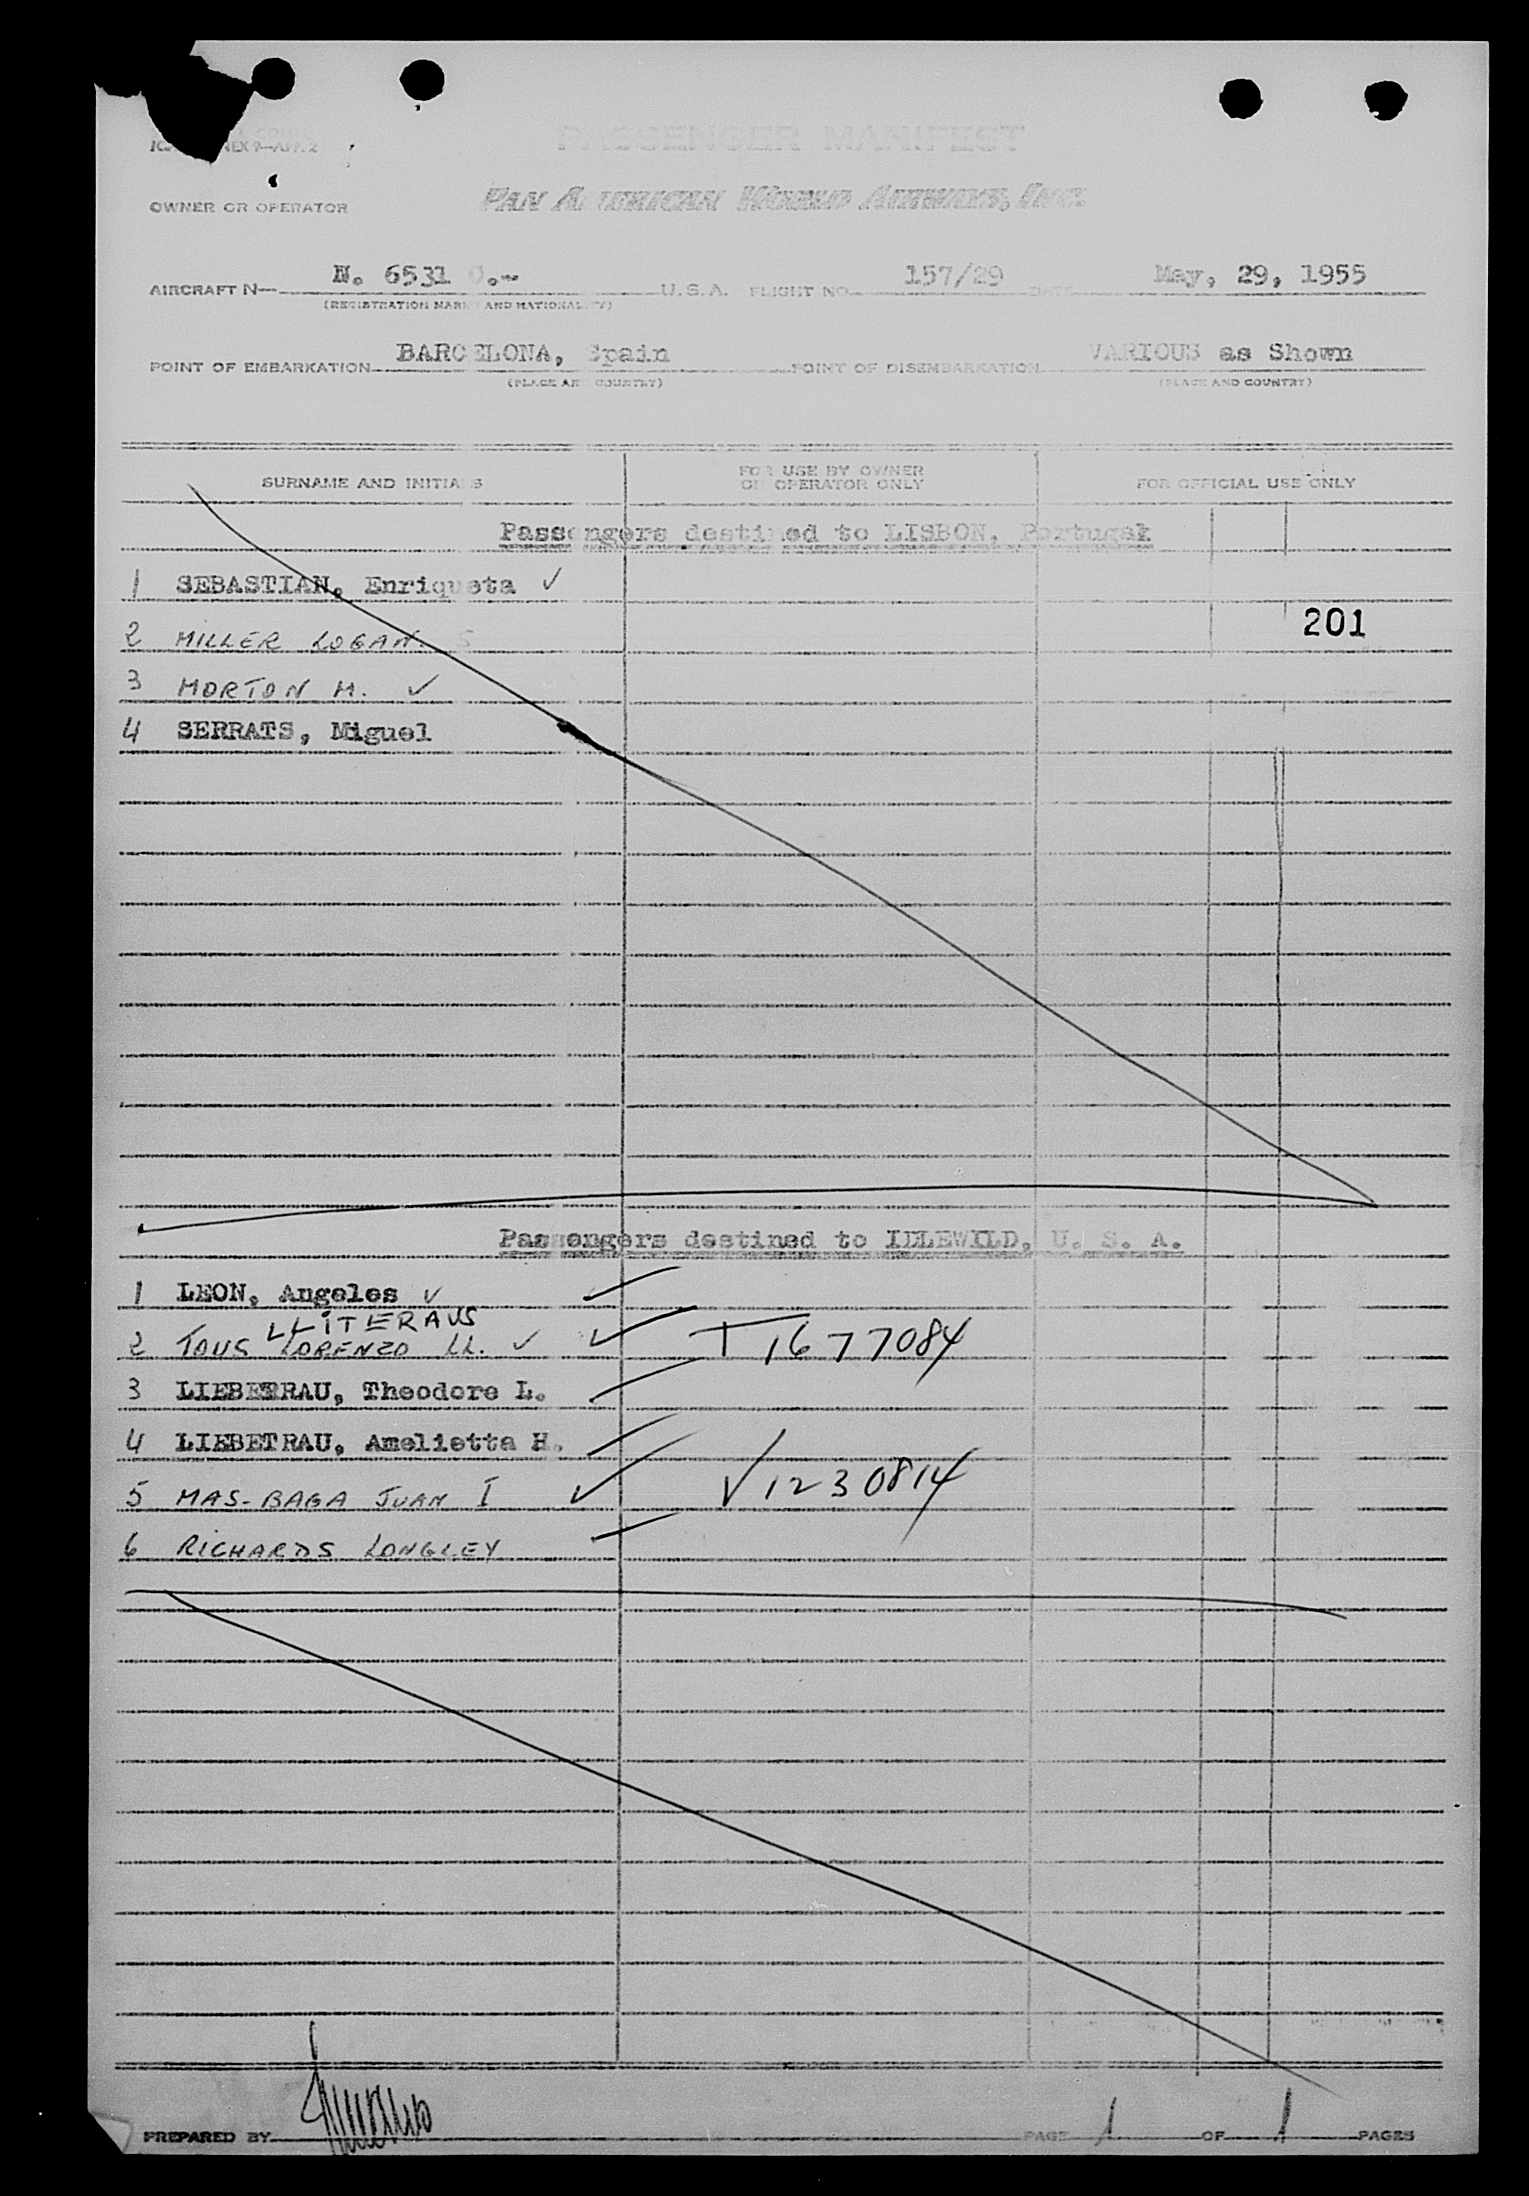 PASSENGER MANIFEST
OWNER OR OPERATOR PAN AMERICAN WORLD AIRWAYS, INC.
AIRCRAFT N— N. 6531 C.— U.S.A. FLIGHT NO. 157/29 DATE May, 29, 1955
(REGISTRATION MARK AND NATIONALITY)
POINT OF EMBARKATION BARCELONA, Spain POINT OF DISEMBARKATION VARIOUS as Shown
(PLACE AND COUNTRY) (PLACE AND COUNTRY)
SURNAME AND INITIALS FOR USE BY OWNER OR OPERATOR ONLY FOR OFFICIAL USE ONLY
Passengers destined to LISBON, Portugal
1 SEBASTIAN, Enriqueta ✓
201
2 MILLER LOGAN. S
3 MORTON M. ✓
4 SERRATS, Miguel
Passengers destined to IDLEWILD, U. S. A.
1 LEON, Angeles ✓
LLITERAUS
2 TOUS LORENZO LL. ✓ ✓ T 1677084
3 LIEBETRAU, Theodore L.
4 LIEBETRAU, Amelietta H.
5 MAS-BAGA JUAN I ✓ V1230814
6 RICHARDS LONGLEY
PREPARED BY PAGE 1 OF 1 PAGES